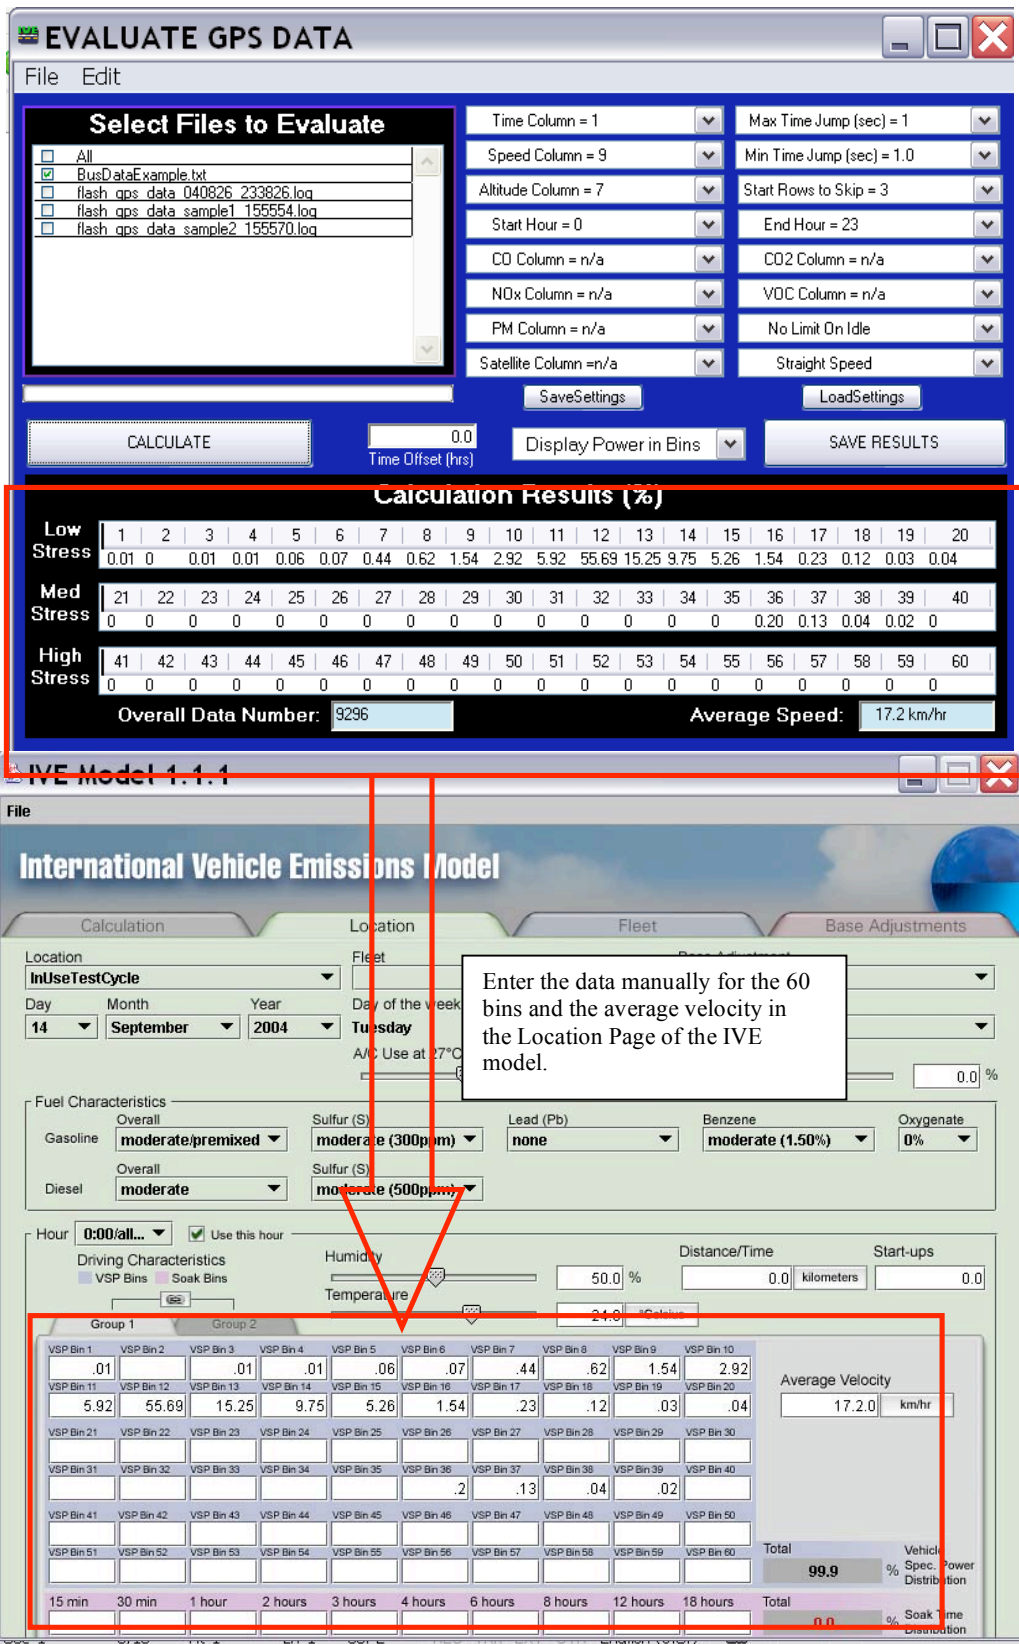 EVALUATE GPS DATA
File Edit
Select Files to Evaluate
All
BusDataExample.txt
flash_gps_data_040826_233826.log
flash_gps_data_sample1_155554.log
flash_gps_data_sample2_155570.log
Time Column = 1
Max Time Jump (sec) = 1
Speed Column = 9
Min Time Jump (sec) = 1.0
Altitude Column = 7
Start Rows to Skip = 3
Start Hour = 0
End Hour = 23
CO Column = n/a
CO2 Column = n/a
NOx Column = n/a
VOC Column = n/a
PM Column = n/a
No Limit On Idle
Satellite Column =n/a
Straight Speed
SaveSettings
LoadSettings
CALCULATE
0.0
Time Offset (hrs)
Display Power in Bins
SAVE RESULTS
Calculation Results (%)
Low Stress
1 2 3 4 5 6 7 8 9 10 11 12 13 14 15 16 17 18 19 20
0.01 0 0.01 0.01 0.06 0.07 0.44 0.62 1.54 2.92 5.92 55.69 15.25 9.75 5.26 1.54 0.23 0.12 0.03 0.04
Med Stress
21 22 23 24 25 26 27 28 29 30 31 32 33 34 35 36 37 38 39 40
0 0 0 0 0 0 0 0 0 0 0 0 0 0 0 0.20 0.13 0.04 0.02 0
High Stress
41 42 43 44 45 46 47 48 49 50 51 52 53 54 55 56 57 58 59 60
0 0 0 0 0 0 0 0 0 0 0 0 0 0 0 0 0 0 0 0
Overall Data Number: 9296
Average Speed: 17.2 km/hr
IVE Model 1.1.1
File
International Vehicle Emissions Model
Calculation Location Fleet Base Adjustments
Location
Fleet
InUseTestCycle
Day Month Year Day of the week
14 September 2004 Tuesday
A/C Use at 27°C
0.0 %
Enter the data manually for the 60
bins and the average velocity in
the Location Page of the IVE
model.
Fuel Characteristics
Overall Sulfur (S) Lead (Pb) Benzene Oxygenate
Gasoline moderate/premixed moderate (300ppm) none moderate (1.50%) 0%
Overall Sulfur (S)
Diesel moderate moderate (500ppm)
Hour 0:00/all... Use this hour
Driving Characteristics
VSP Bins Soak Bins
Humidity
50.0 %
Temperature
Distance/Time
0.0 kilometers
Start-ups
0.0
Group 1 Group 2
VSP Bin 1 VSP Bin 2 VSP Bin 3 VSP Bin 4 VSP Bin 5 VSP Bin 6 VSP Bin 7 VSP Bin 8 VSP Bin 9 VSP Bin 10
.01 .01 .01 .06 .07 .44 .62 1.54 2.92
VSP Bin 11 VSP Bin 12 VSP Bin 13 VSP Bin 14 VSP Bin 15 VSP Bin 16 VSP Bin 17 VSP Bin 18 VSP Bin 19 VSP Bin 20
5.92 55.69 15.25 9.75 5.26 1.54 .23 .12 .03 .04
Average Velocity
17.2.0 km/hr
VSP Bin 21 VSP Bin 22 VSP Bin 23 VSP Bin 24 VSP Bin 25 VSP Bin 26 VSP Bin 27 VSP Bin 28 VSP Bin 29 VSP Bin 30
VSP Bin 31 VSP Bin 32 VSP Bin 33 VSP Bin 34 VSP Bin 35 VSP Bin 36 VSP Bin 37 VSP Bin 38 VSP Bin 39 VSP Bin 40
.2 .13 .04 .02
VSP Bin 41 VSP Bin 42 VSP Bin 43 VSP Bin 44 VSP Bin 45 VSP Bin 46 VSP Bin 47 VSP Bin 48 VSP Bin 49 VSP Bin 50
VSP Bin 51 VSP Bin 52 VSP Bin 53 VSP Bin 54 VSP Bin 55 VSP Bin 56 VSP Bin 57 VSP Bin 58 VSP Bin 59 VSP Bin 60
Total
99.9 %
Vehicle
Spec. Power
Distribution
15 min 30 min 1 hour 2 hours 3 hours 4 hours 6 hours 8 hours 12 hours 18 hours
Total
0.0 %
Soak Time
Distribution